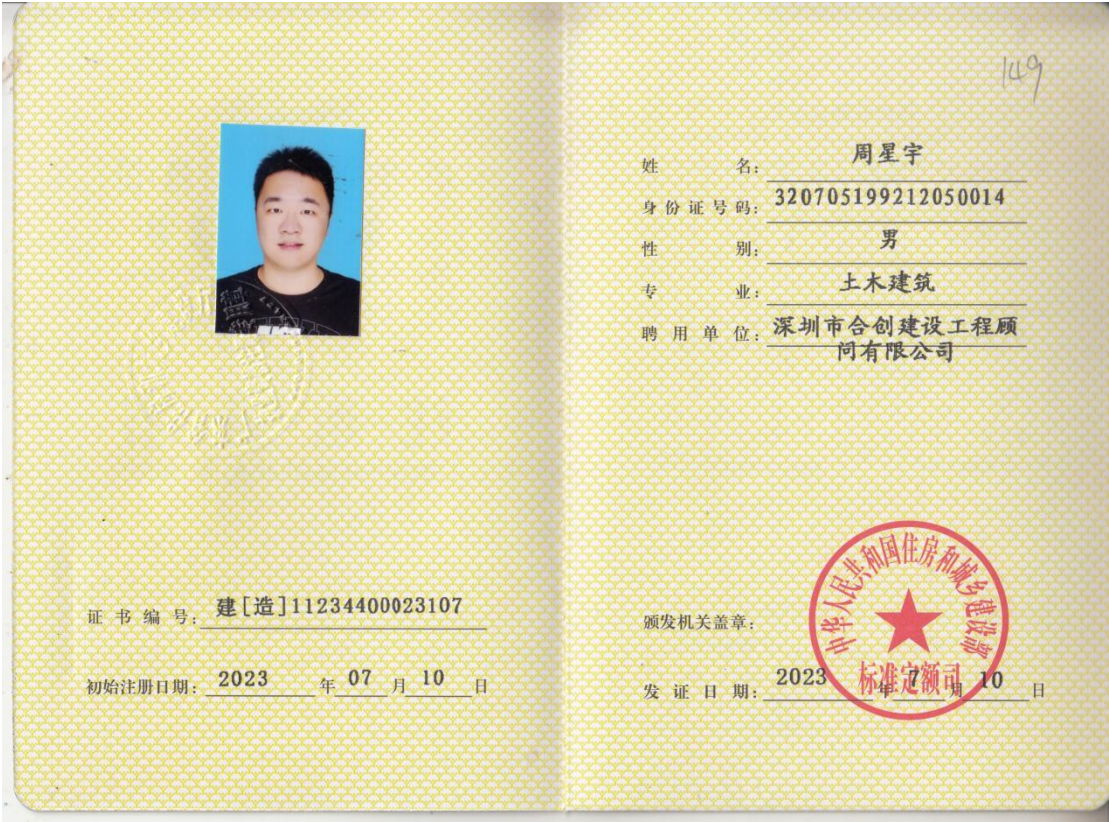 证书编号: 建[造]11234400023107
初始注册日期: 2023 年 07 月 10 日
149
姓名: 周星宇
身份证号码: 320705199212050014
性别: 男
专业: 土木建筑
聘用单位: 深圳市合创建设工程顾
问有限公司
中华人民共和国住房和城乡建设部
标准定额司
颁发机关盖章:
发证日期: 2023 年 7 月 10 日